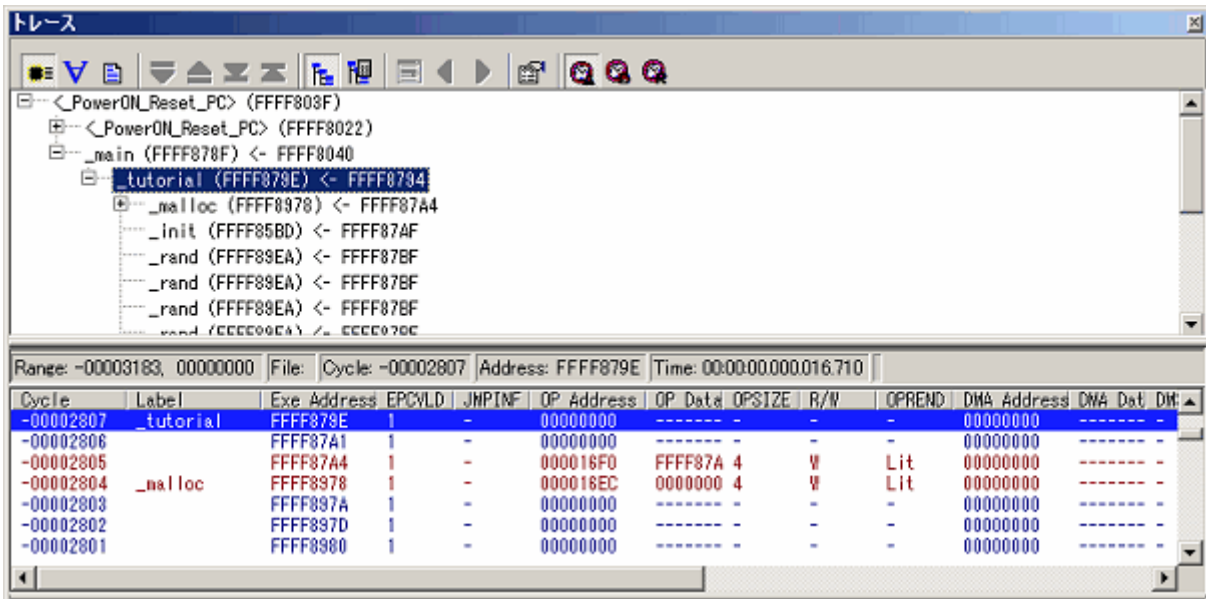 トレース
<_PowerON_Reset_PC> (FFFF803F)
<_PowerON_Reset_PC> (FFFF8022)
_main (FFFF878F) <- FFFF8040
_tutorial (FFFF879E) <- FFFF8794
_malloc (FFFF8978) <- FFFF87A4
_init (FFFF85BD) <- FFFF87AF
_rand (FFFF89EA) <- FFFF87BF
_rand (FFFF89EA) <- FFFF87BF
_rand (FFFF89EA) <- FFFF87BF
_rand (FFFF89EA) <- FFFF87BF
Range: -00003183, 00000000 File: Cycle: -00002807 Address: FFFF879E Time: 00:00:00.000.016.710
Cycle Label Exe Address EPCVLD JMPINF OP Address OP Data OPSIZE R/W OPREND DMA Address DMA Dat
-00002807 _tutorial FFFF879E 1 - 00000000 ------- - - - 00000000 ------- -
-00002806 FFFF87A1 1 - 00000000 ------- - - - 00000000 ------- -
-00002805 FFFF87A4 1 - 000016F0 FFFF87A 4 W Lit 00000000 ------- -
-00002804 _malloc FFFF8978 1 - 000016EC 0000000 4 W Lit 00000000 ------- -
-00002803 FFFF897A 1 - 00000000 ------- - - - 00000000 ------- -
-00002802 FFFF897D 1 - 00000000 ------- - - - 00000000 ------- -
-00002801 FFFF8980 1 - 00000000 ------- - - - 00000000 ------- -